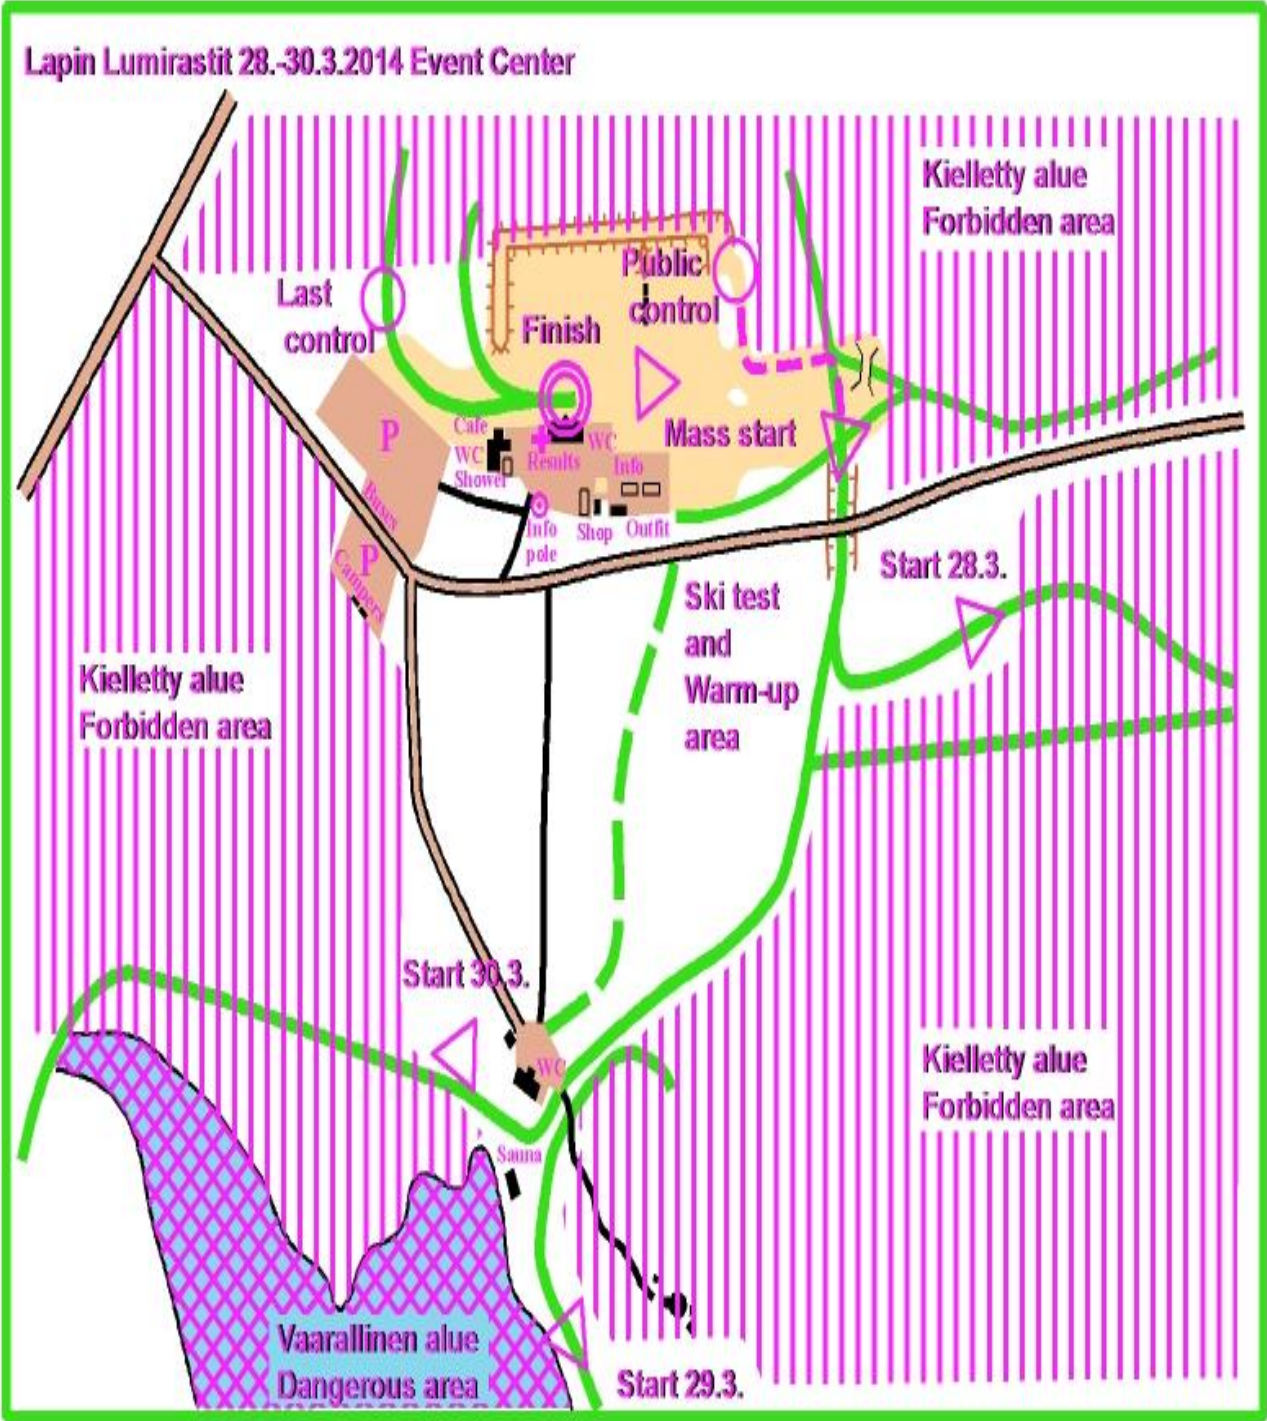 Lapin Lumirastit 28.-30.3.2014 Event Center
Kielletty alue
Forbidden area
Public
control
Last
control
Finish
Mass start
P
Cafe
WC
Shower
Results
WC
Info
Buses
Info
pole
Shop
Outfit
P
Campers
Start 28.3.
Ski test
and
Warm-up
area
Kielletty alue
Forbidden area
Start 30.3.
WC
Kielletty alue
Forbidden area
Sauna
Vaarallinen alue
Dangerous area
Start 29.3.